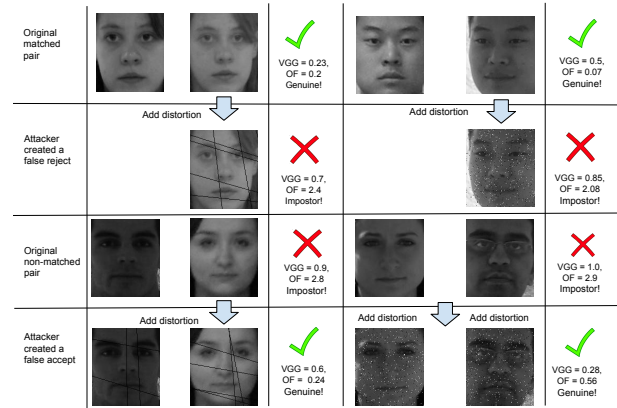 Original
matched
pair
VGG = 0.23,
OF = 0.2
Genuine!
VGG = 0.5,
OF = 0.07
Genuine!
Add distortion
Add distortion
Attacker
created a
false reject
VGG = 0.7,
OF = 2.4
Impostor!
VGG = 0.85,
OF = 2.08
Impostor!
Original
non-matched
pair
VGG = 0.9,
OF = 2.8
Impostor!
VGG = 1.0,
OF = 2.9
Impostor!
Add distortion
Add distortion
Add distortion
Attacker
created a
false accept
VGG = 0.6,
OF = 0.24
Genuine!
VGG = 0.28,
OF = 0.56
Genuine!